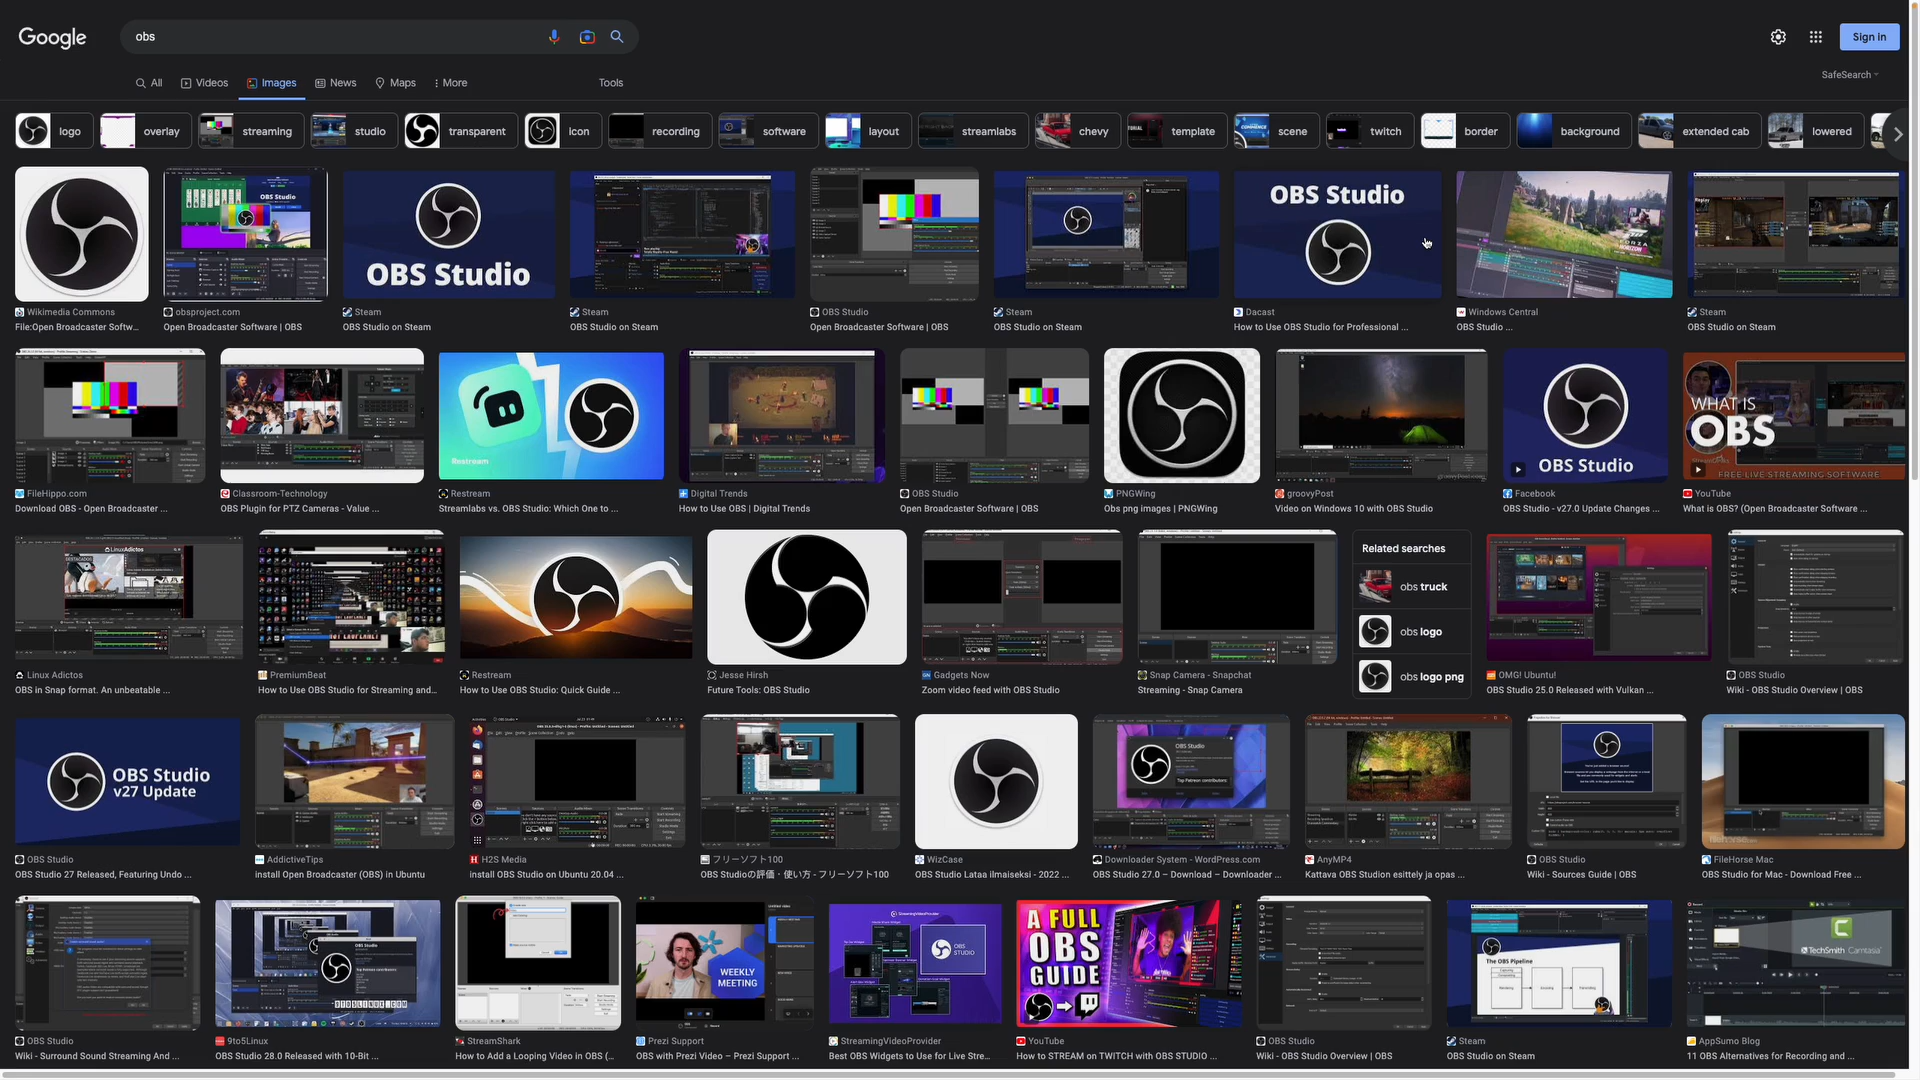 Google
obs
Sign in
All
Videos
Images
News
Maps
More
Tools
SafeSearch
logo
overlay
streaming
studio
transparent
icon
recording
software
layout
streamlabs
chevy
template
scene
twitch
border
background
extended cab
lowered
OBS Studio
OBS Studio
Wikimedia Commons
File:Open Broadcaster Softw...
obsproject.com
Open Broadcaster Software | OBS
Steam
OBS Studio on Steam
Steam
OBS Studio on Steam
OBS Studio
Open Broadcaster Software | OBS
Steam
OBS Studio on Steam
Dacast
How to Use OBS Studio for Professional ...
Windows Central
OBS Studio ...
Steam
OBS Studio on Steam
Restream
OBS Studio
WHAT IS
OBS
FREE LIVE STREAMING SOFTWARE
FileHippo.com
Download OBS - Open Broadcaster ...
Classroom-Technology
OBS Plugin for PTZ Cameras - Value ...
Restream
Streamlabs vs. OBS Studio: Which One to ...
Digital Trends
How to Use OBS | Digital Trends
OBS Studio
Open Broadcaster Software | OBS
PNGWing
Obs png images | PNGWing
groovyPost
Video on Windows 10 with OBS Studio
Facebook
OBS Studio - v27.0 Update Changes ...
YouTube
What is OBS? (Open Broadcaster Software ...
Related searches
obs truck
obs logo
obs logo png
Linux Adictos
OBS in Snap format. An unbeatable ...
PremiumBeat
How to Use OBS Studio for Streaming and...
Restream
How to Use OBS Studio: Quick Guide ...
Jesse Hirsh
Future Tools: OBS Studio
Gadgets Now
Zoom video feed with OBS Studio
Snap Camera - Snapchat
Streaming - Snap Camera
OMG! Ubuntu!
OBS Studio 25.0 Released with Vulkan ...
OBS Studio
Wiki - OBS Studio Overview | OBS
OBS Studio
v27 Update
OBS Studio
OBS Studio 27 Released, Featuring Undo ...
AddictiveTips
install Open Broadcaster (OBS) in Ubuntu
H2S Media
install OBS Studio on Ubuntu 20.04 ...
フリーソフト100
OBS Studioの評価・使い方 - フリーソフト100
WizCase
OBS Studio Lataa ilmaiseksi - 2022 ...
Downloader System - WordPress.com
OBS Studio 27.0 – Download – Downloader ...
AnyMP4
Kattava OBS Studion esittely ja opas ...
OBS Studio
Wiki - Sources Guide | OBS
FileHorse Mac
OBS Studio for Mac - Download Free ...
WEEKLY
MEETING
StreamingVideoProvider
OBS
STUDIO
A FULL
OBS
GUIDE
The OBS Pipeline
TechSmith Camtasia
OBS Studio
Wiki - Surround Sound Streaming And ...
9to5Linux
OBS Studio 28.0 Released with 10-Bit ...
StreamShark
How to Add a Looping Video in OBS (...
Prezi Support
OBS with Prezi Video – Prezi Support ...
StreamingVideoProvider
Best OBS Widgets to Use for Live Stre...
YouTube
How to STREAM on TWITCH with OBS STUDIO ...
OBS Studio
Wiki - OBS Studio Overview | OBS
Steam
OBS Studio on Steam
AppSumo Blog
11 OBS Alternatives for Recording and ...